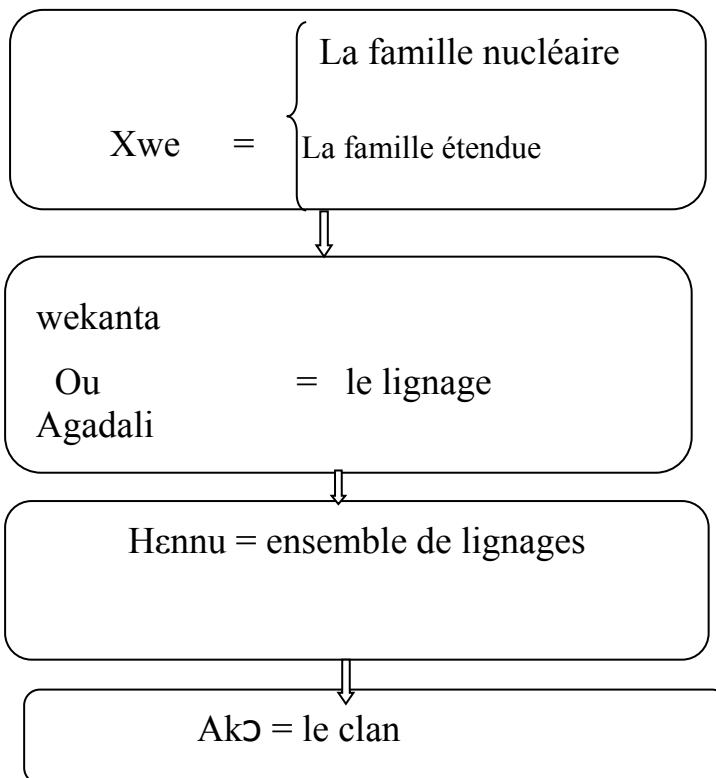 La famille nucléaire
Xwe = La famille étendue
wekanta
Ou = le lignage
Agadali
Hɛnnu = ensemble de lignages
Akɔ = le clan